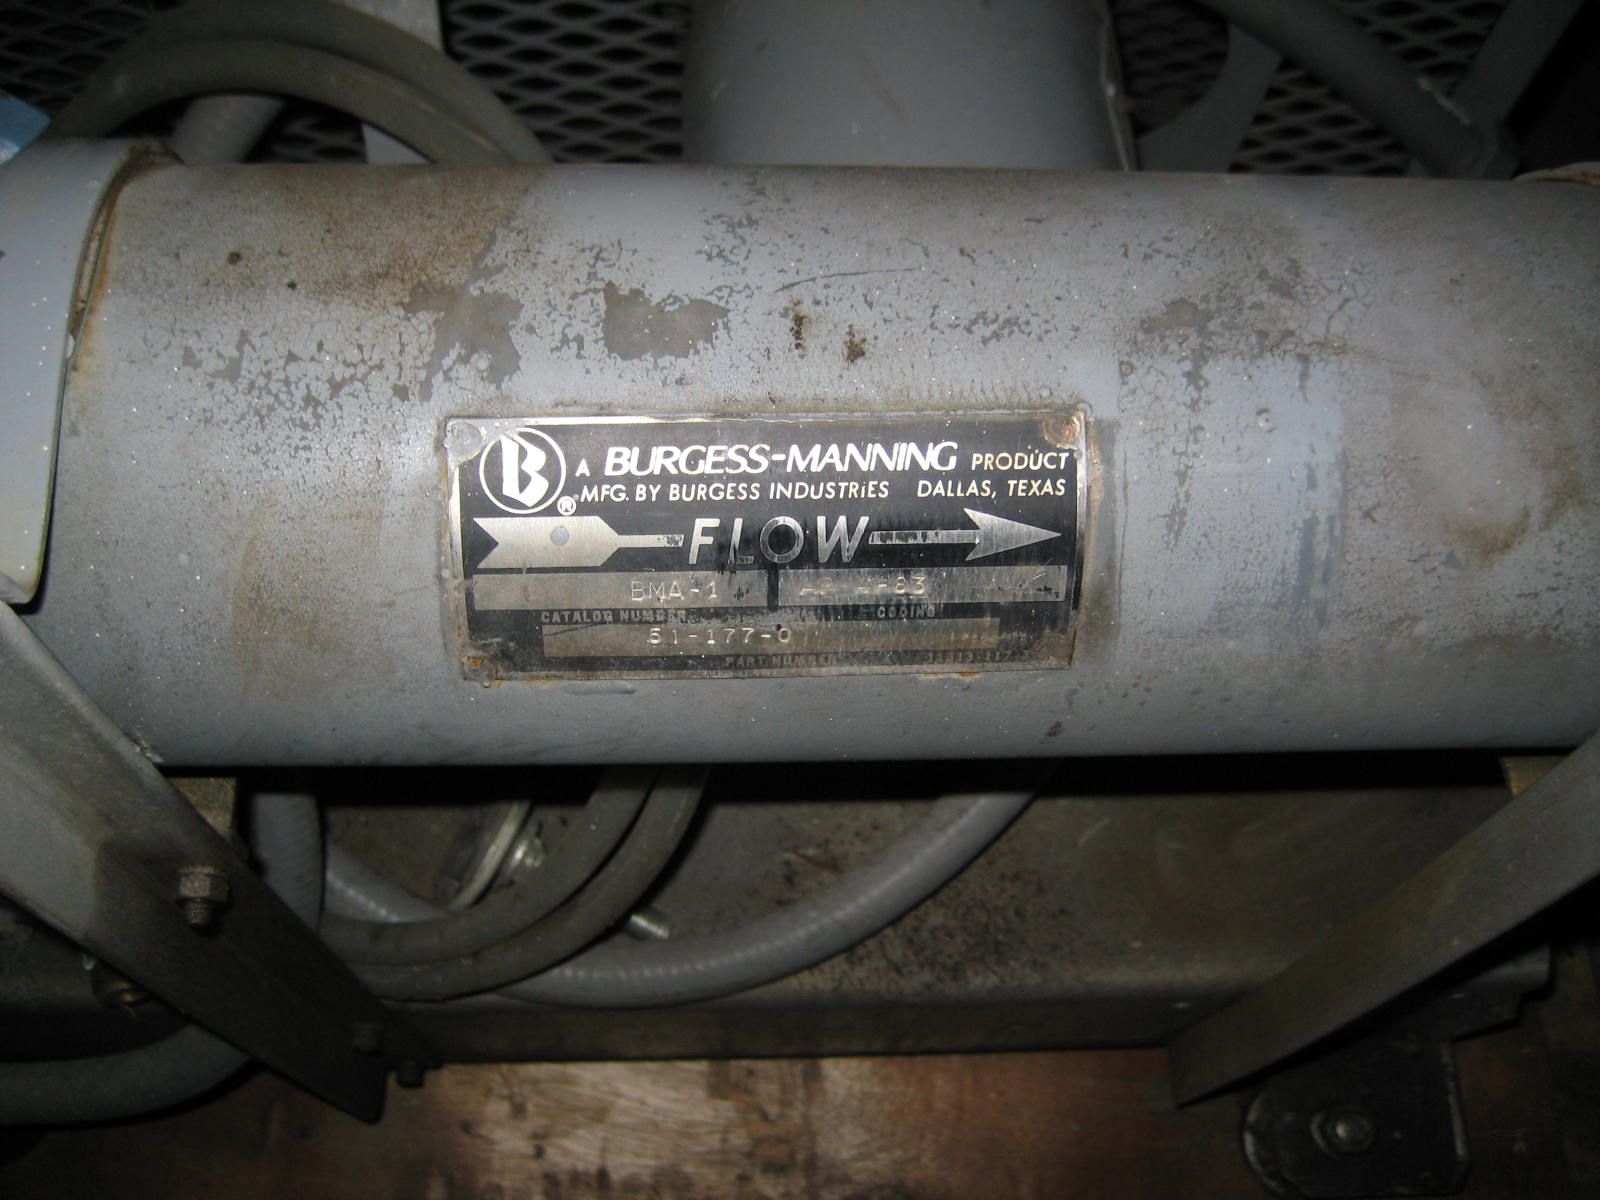 B ®
A BURGESS-MANNING PRODUCT
MFG. BY BURGESS INDUSTRIES DALLAS, TEXAS
FLOW
BMA-1
CATALOG NUMBER CODING
51-177-0
PART NUMBER